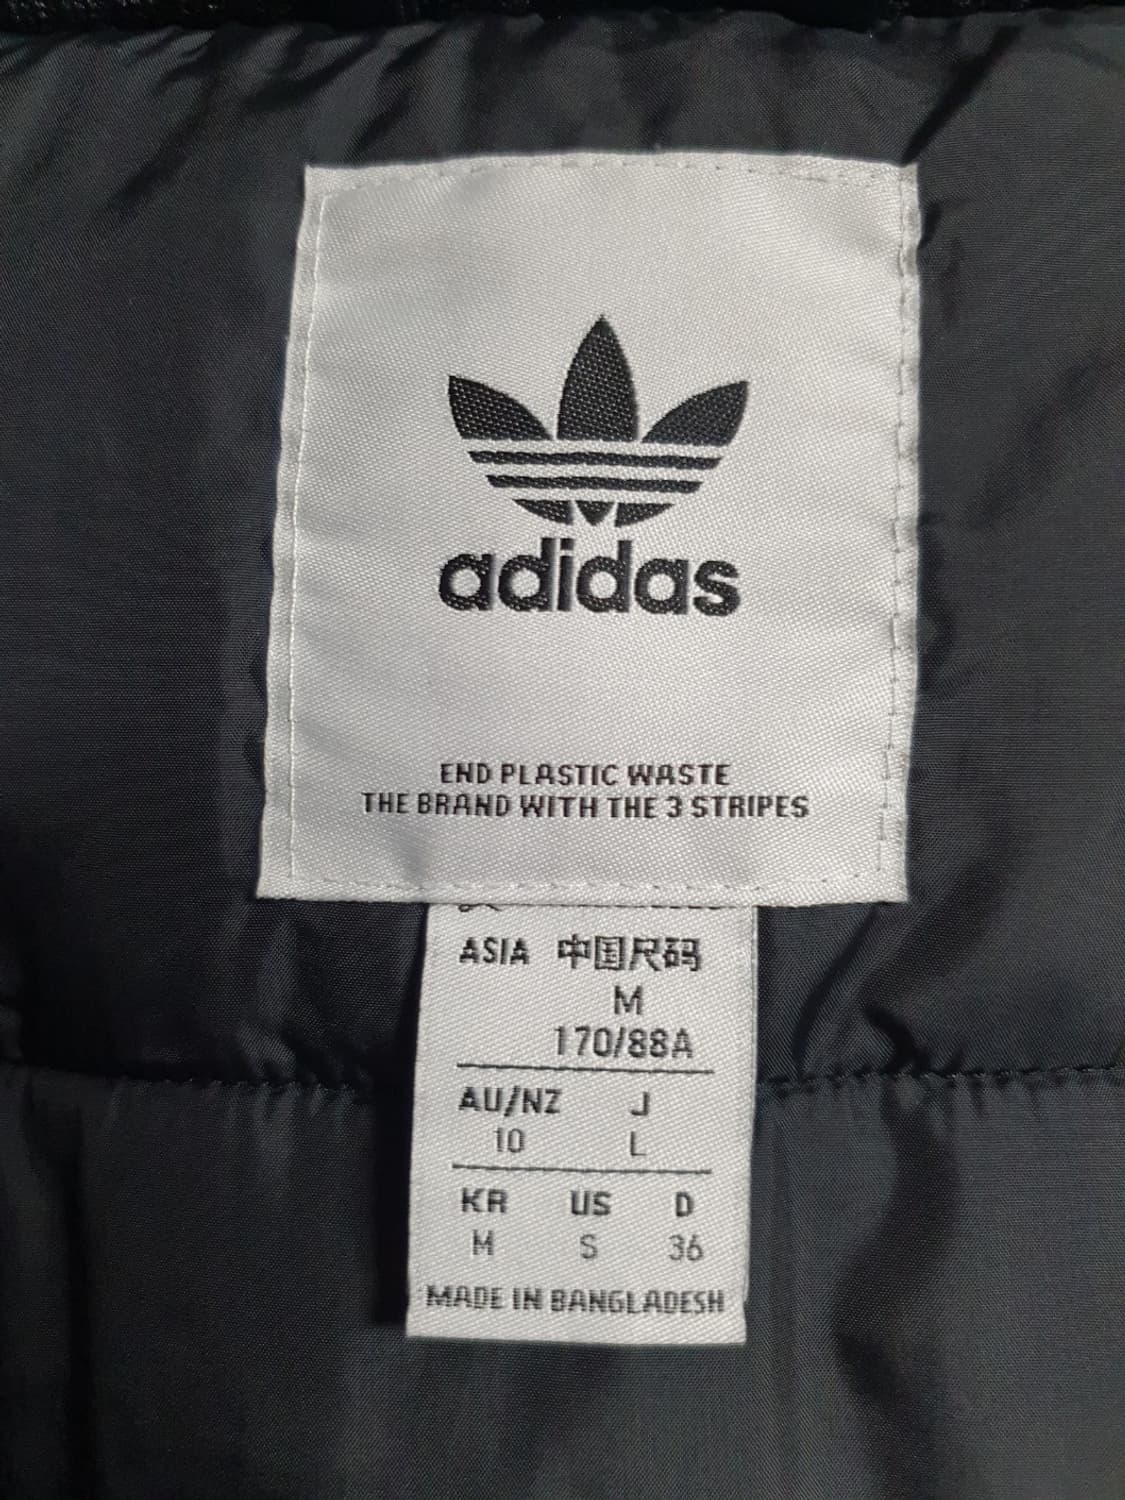 adidas
END PLASTIC WASTE
THE BRAND WITH THE 3 STRIPES
ASIA 中国尺码
M
170/88A
AU/NZ J
10 L
KR US D
M S 36
MADE IN BANGLADESH